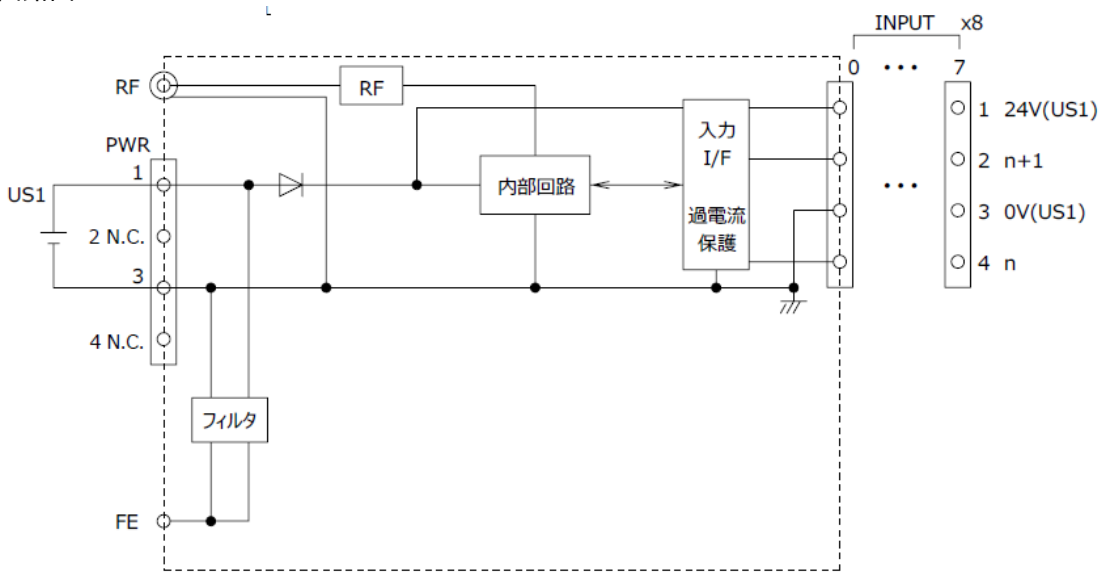 INPUT x8
0 ••• 7
RF
RF
PWR
1
US1
2 N.C.
3
4 N.C.
内部回路
入力
I/F
過電流
保護
•••
1 24V(US1)
2 n+1
3 0V(US1)
4 n
フィルタ
FE